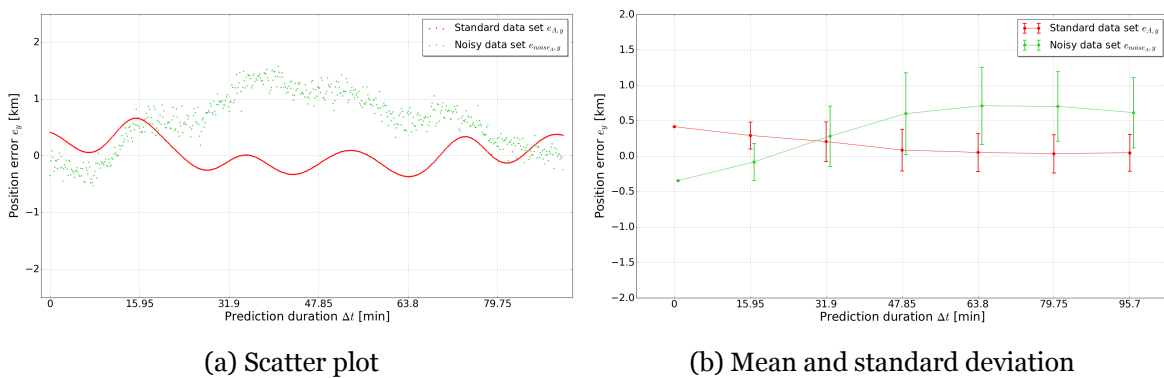 Standard data set e_{A,y}
Noisy data set e_{noise_A,y}
2
1
0
−1
−2
Position error e_y [km]
0 15.95 31.9 47.85 63.8 79.75
Prediction duration Δt [min]
(a) Scatter plot
Standard data set e_{A,y}
Noisy data set e_{noise_A,y}
2.0
1.5
1.0
0.5
0.0
−0.5
−1.0
−1.5
−2.0
Position error e_y [km]
0 15.95 31.9 47.85 63.8 79.75 95.7
Prediction duration Δt [min]
(b) Mean and standard deviation